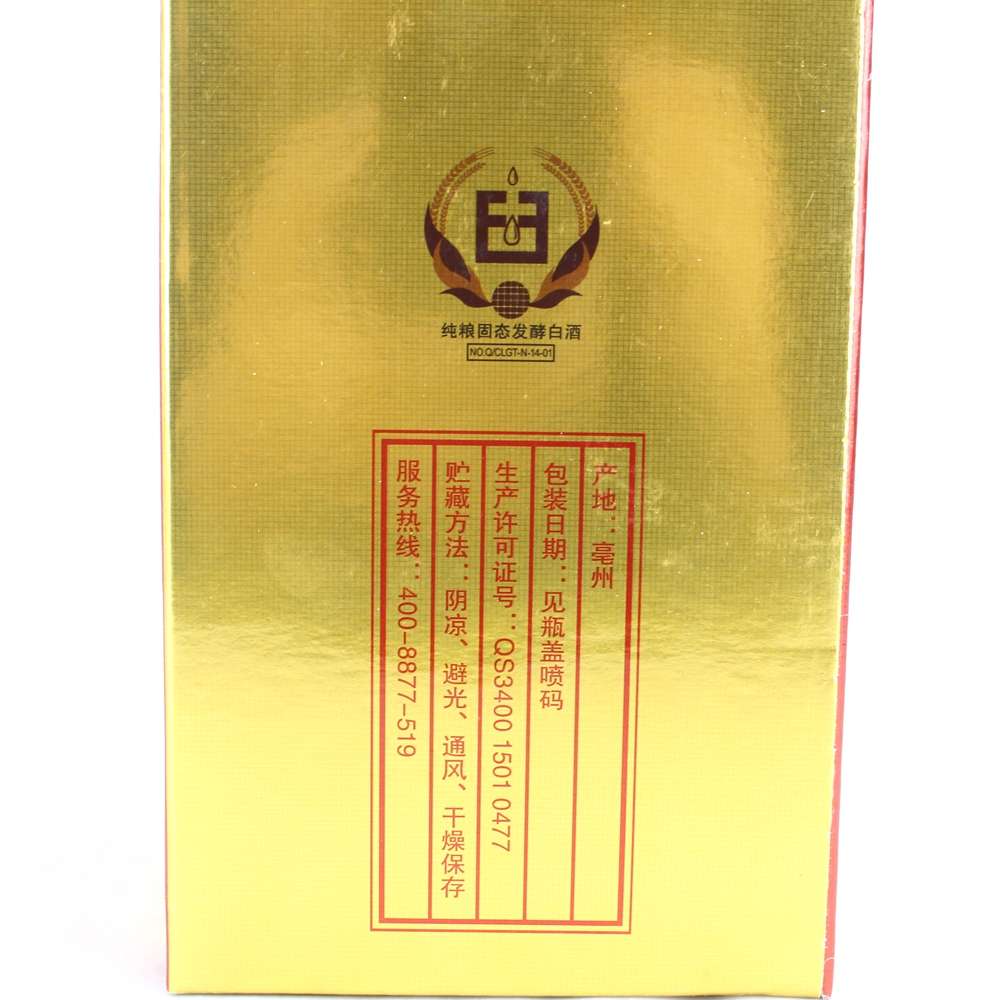 纯粮固态发酵白酒
NO.Q/CLGT-N-14-01
产地：亳州
包装日期：见瓶盖喷码
生产许可证号：QS3400 1501 0477
贮藏方法：阴凉、避光、通风、干燥保存
服务热线：400-8877-519